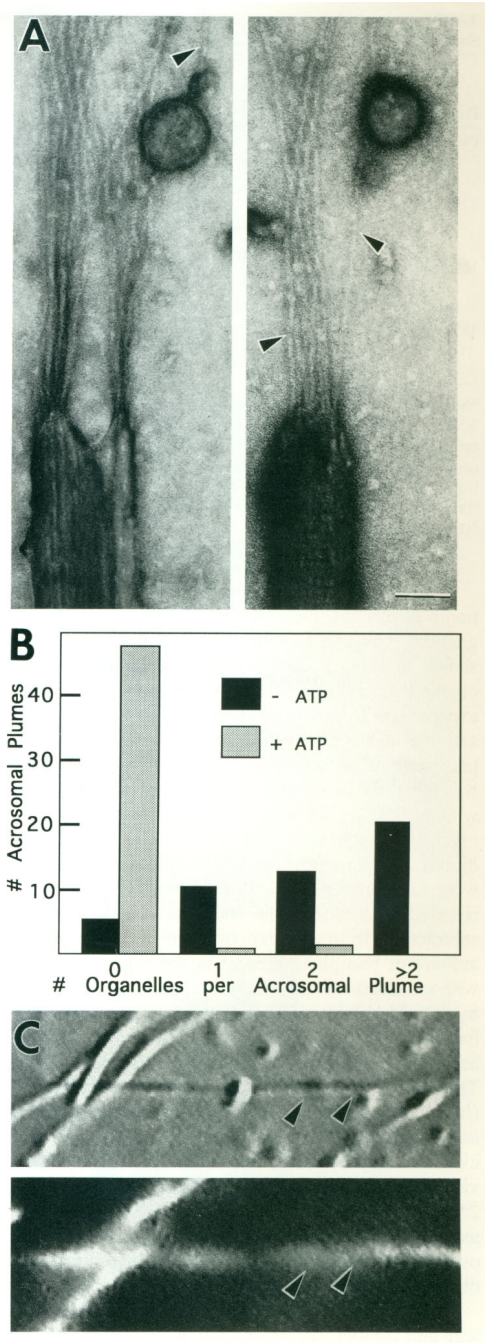 A
B
# Acrosomal Plumes
40
30
20
10
- ATP
+ ATP
0 1 2 >2
# Organelles per Acrosomal Plume
C